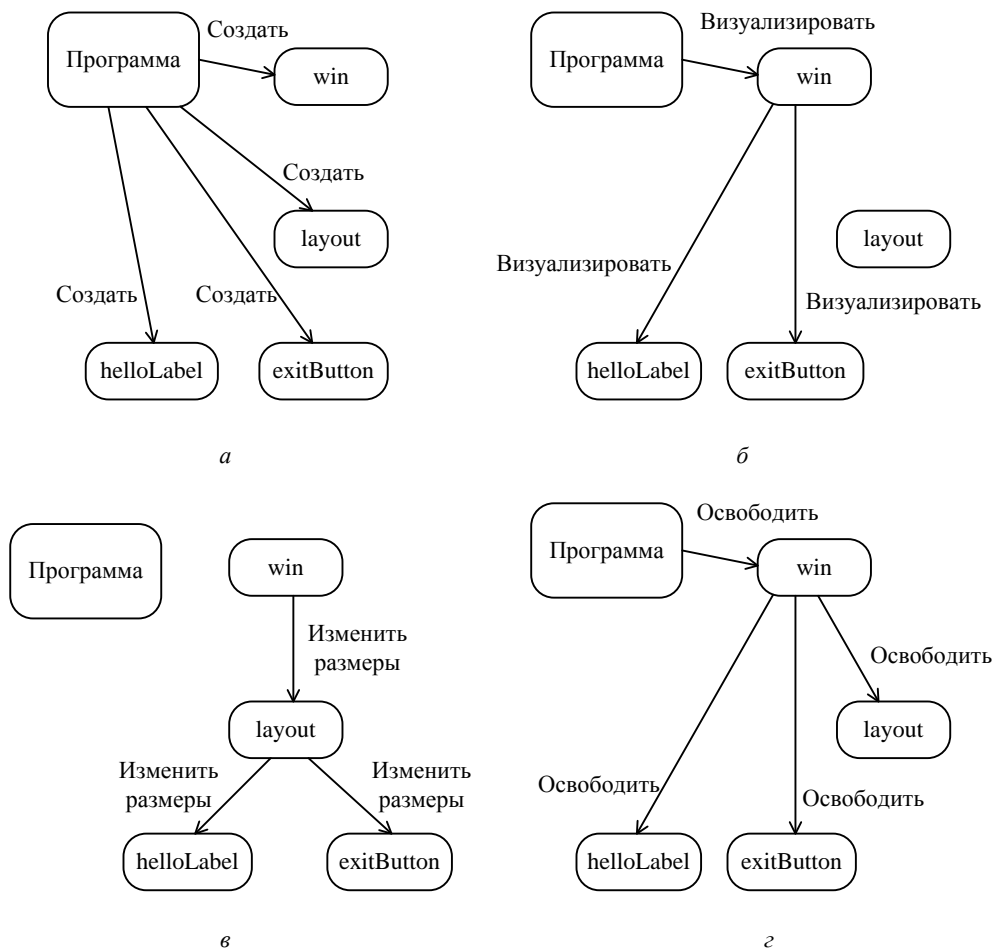 Создать
Программа
win
Создать
layout
Создать
Создать
helloLabel
exitButton
а
Визуализировать
Программа
win
layout
Визуализировать
Визуализировать
helloLabel
exitButton
б
Программа
win
Изменить
размеры
layout
Изменить
размеры
Изменить
размеры
helloLabel
exitButton
в
Освободить
Программа
win
Освободить
layout
Освободить
Освободить
helloLabel
exitButton
г